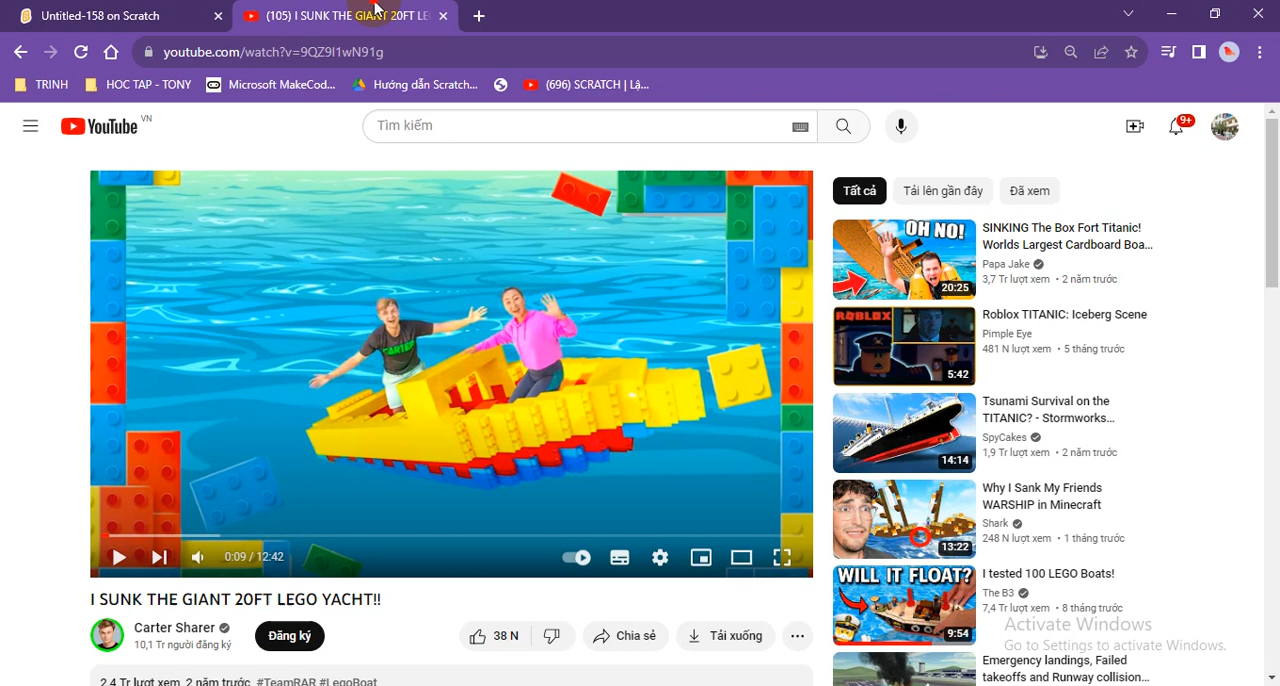 Untitled-158 on Scratch
(105) I SUNK THE GIANT 20FT LE
youtube.com/watch?v=9QZ9I1wN91g
TRINH
HOC TAP - TONY
Microsoft MakeCod...
Hướng dẫn Scratch...
(696) SCRATCH | Lậ...
YouTube VN
Tìm kiếm
9+
CARTER
0:09 / 12:42
I SUNK THE GIANT 20FT LEGO YACHT!!
Carter Sharer
10,1 Tr người đăng ký
Đăng ký
38 N
Chia sẻ
Tải xuống
2,4 Tr lượt xem 2 năm trước #TeamRAR #LegoBoat
Tất cả
Tải lên gần đây
Đã xem
OH NO!
20:25
SINKING The Box Fort Titanic!
Worlds Largest Cardboard Boa...
Papa Jake
3,7 Tr lượt xem • 2 năm trước
ROBLOX
5:42
Roblox TITANIC: Iceberg Scene
Pimple Eye
481 N lượt xem • 5 tháng trước
14:14
Tsunami Survival on the
TITANIC? - Stormworks...
SpyCakes
1,9 Tr lượt xem • 2 năm trước
13:22
Why I Sank My Friends
WARSHIP in Minecraft
Shark
248 N lượt xem • 1 tháng trước
WILL IT FLOAT?
9:54
I tested 100 LEGO Boats!
The B3
7,4 Tr lượt xem • 8 tháng trước
Activate Windows
Go to Settings to activate Windows.
Emergency landings, Failed
takeoffs and Runway collision...